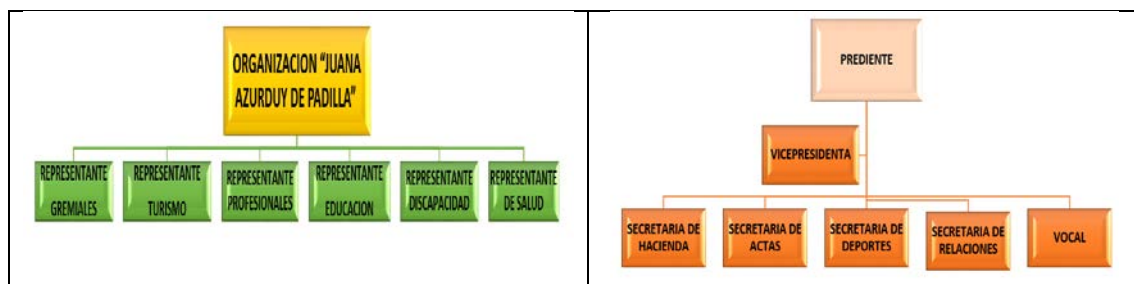 ORGANIZACION “JUANA
AZURDUY DE PADILLA”
REPRESENTANTE
GREMIALES
REPRESENTANTE
TURISMO
REPRESENTANTE
PROFESIONALES
REPRESENTANTE
EDUCACION
REPRESENTANTE
DISCAPACIDAD
REPRESENTANTE
DE SALUD
PREDIENTE
VICEPRESIDENTA
SECRETARIA DE
HACIENDA
SECRETARIA DE
ACTAS
SECRETARIA DE
DEPORTES
SECRETARIA DE
RELACIONES
VOCAL